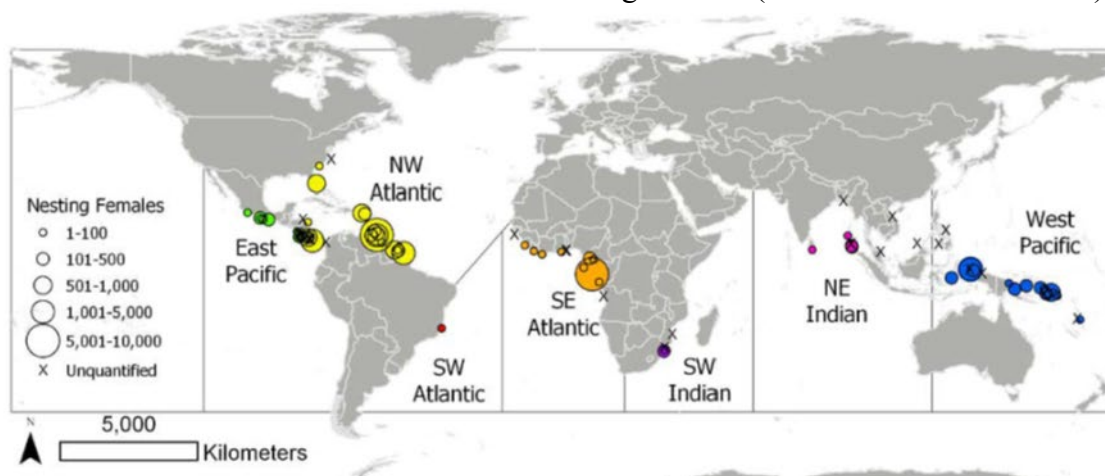 NW
Atlantic
Nesting Females
1-100
101-500
501-1,000
1,001-5,000
5,001-10,000
X Unquantified
East
Pacific
SW
Atlantic
SE
Atlantic
SW
Indian
NE
Indian
West
Pacific
N
5,000
Kilometers